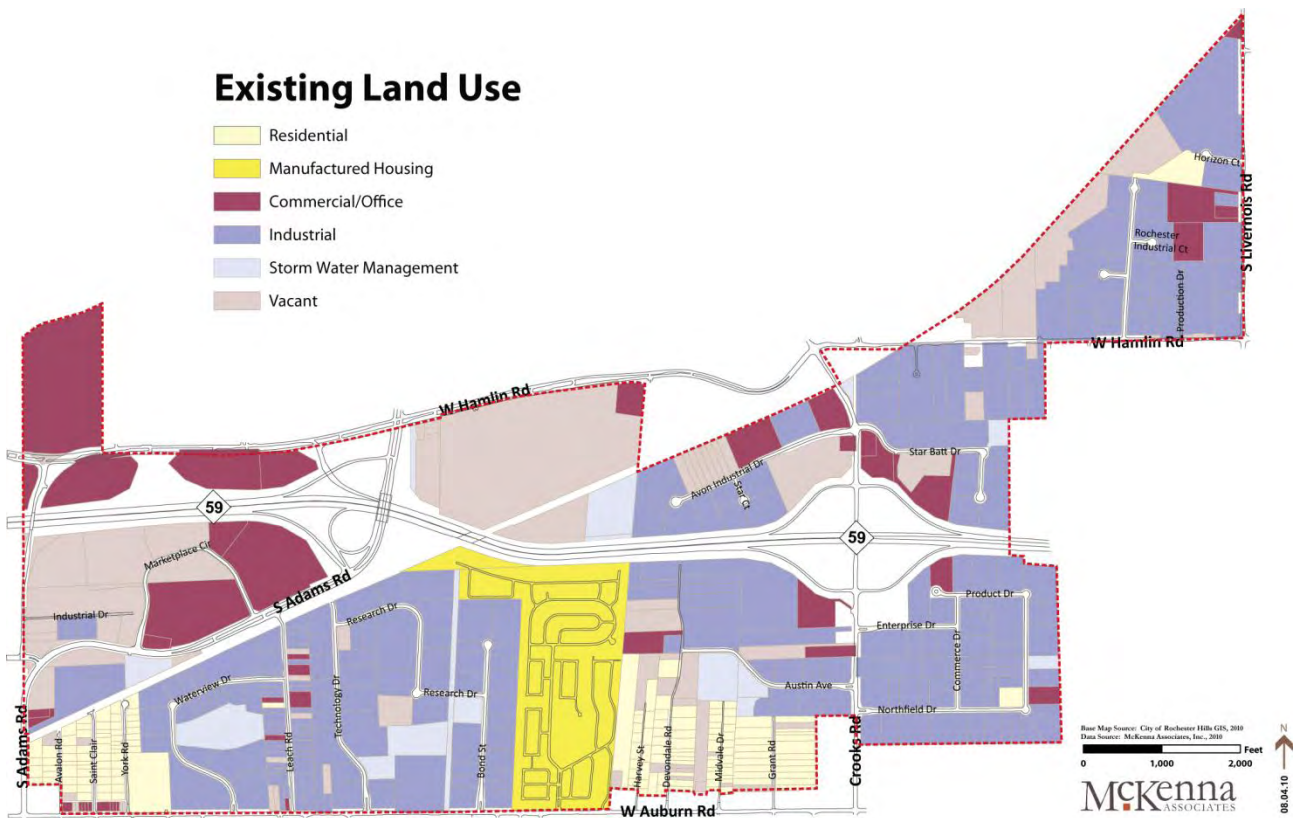 Existing Land Use
Residential
Manufactured Housing
Commercial/Office
Industrial
Storm Water Management
Vacant
Horizon Ct
S Livernois Rd
Rochester
Industrial Ct
Production Dr
W Hamlin Rd
W Hamlin Rd
Star Batt Dr
Avon Industrial Dr
Star Ct
59
59
Marketplace Cir
S Adams Rd
Industrial Dr
Research Dr
Product Dr
Enterprise Dr
Commerce Dr
Waterview Dr
Technology Dr
Research Dr
Austin Ave
Northfield Dr
S Adams Rd
Avalon Rd
Saint Clair
York Rd
Leach Rd
Bond St
Harvey St
Devondale Rd
Midvale Dr
Grant Rd
Crooks Rd
W Auburn Rd
Base Map Source: City of Rochester Hills GIS, 2010
Data Source: McKenna Associates, Inc., 2010
Feet
0 1,000 2,000
N
McKenna
ASSOCIATES
08.04.10